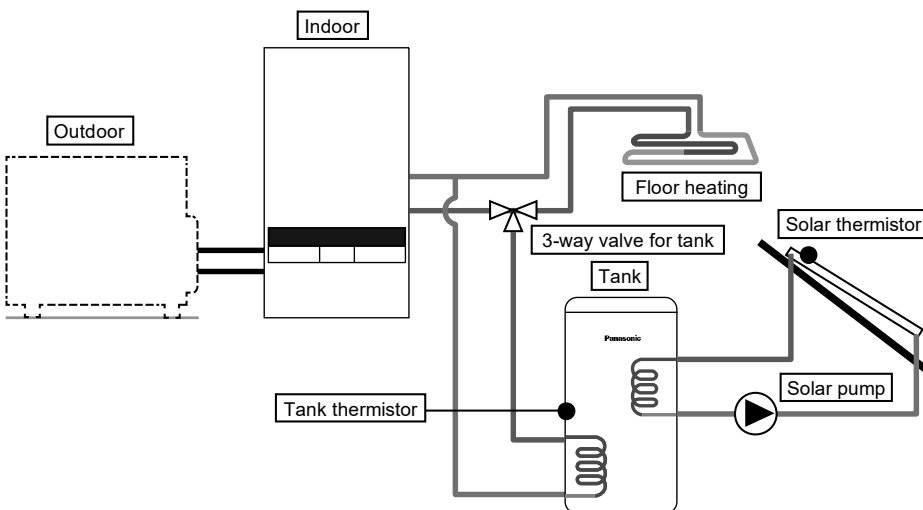 Indoor
Outdoor
Floor heating
Solar thermistor
3-way valve for tank
Tank
Panasonic
Solar pump
Tank thermistor